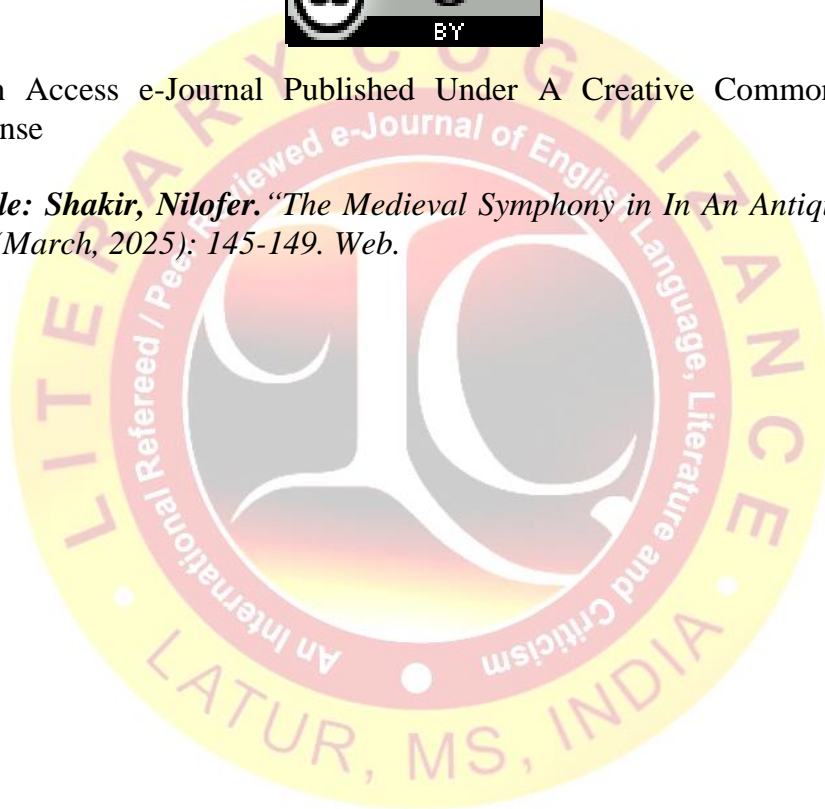 BY
n Access e-Journal Published Under A Creative Common
nse
le: Shakir, Nilofer.“The Medieval Symphony in In An Antiqu
(March, 2025): 145-149. Web.
LITERARY COGNIZANCE
An International Refereed / Peer Reviewed e-Journal of English Language, Literature and Criticism
LATUR, MS, INDIA